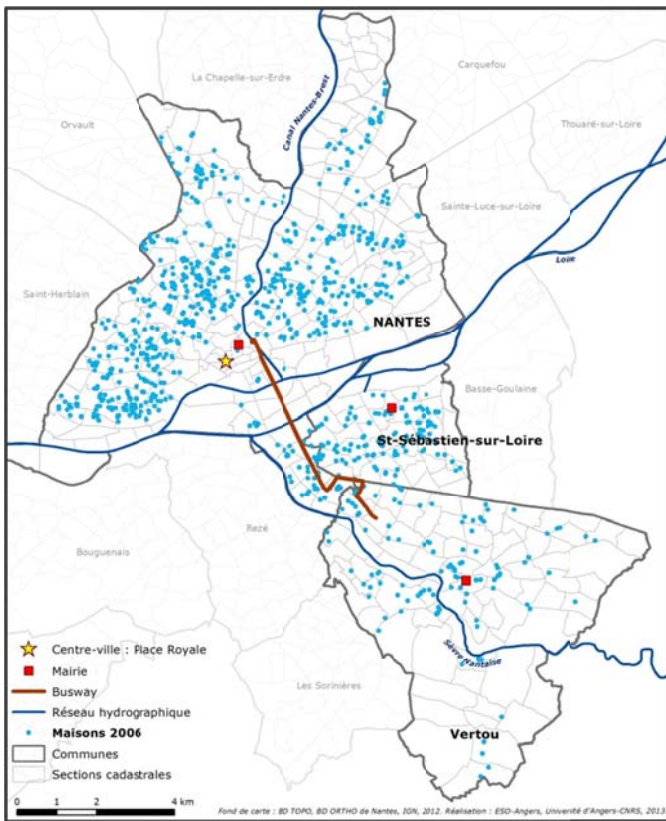 La Chapelle-sur-Erdre
Carquefou
Canal Nantes-Brest
Orvault
Thouaré-sur-Loire
Sainte-Luce-sur-Loire
Loire
Saint-Herblain
NANTES
Basse-Goulaine
St-Sébastien-sur-Loire
Rezé
Bouguenais
Sèvre Nantaise
Les Sorinières
Vertou
Centre-ville : Place Royale
Mairie
Busway
Réseau hydrographique
Maisons 2006
Communes
Sections cadastrales
0 1 2 4 km
Fond de carte : BD TOPO, BD ORTHO de Nantes, IGN, 2012. Réalisation : ESO-Angers, Univerité d'Angers-CNRS, 2013